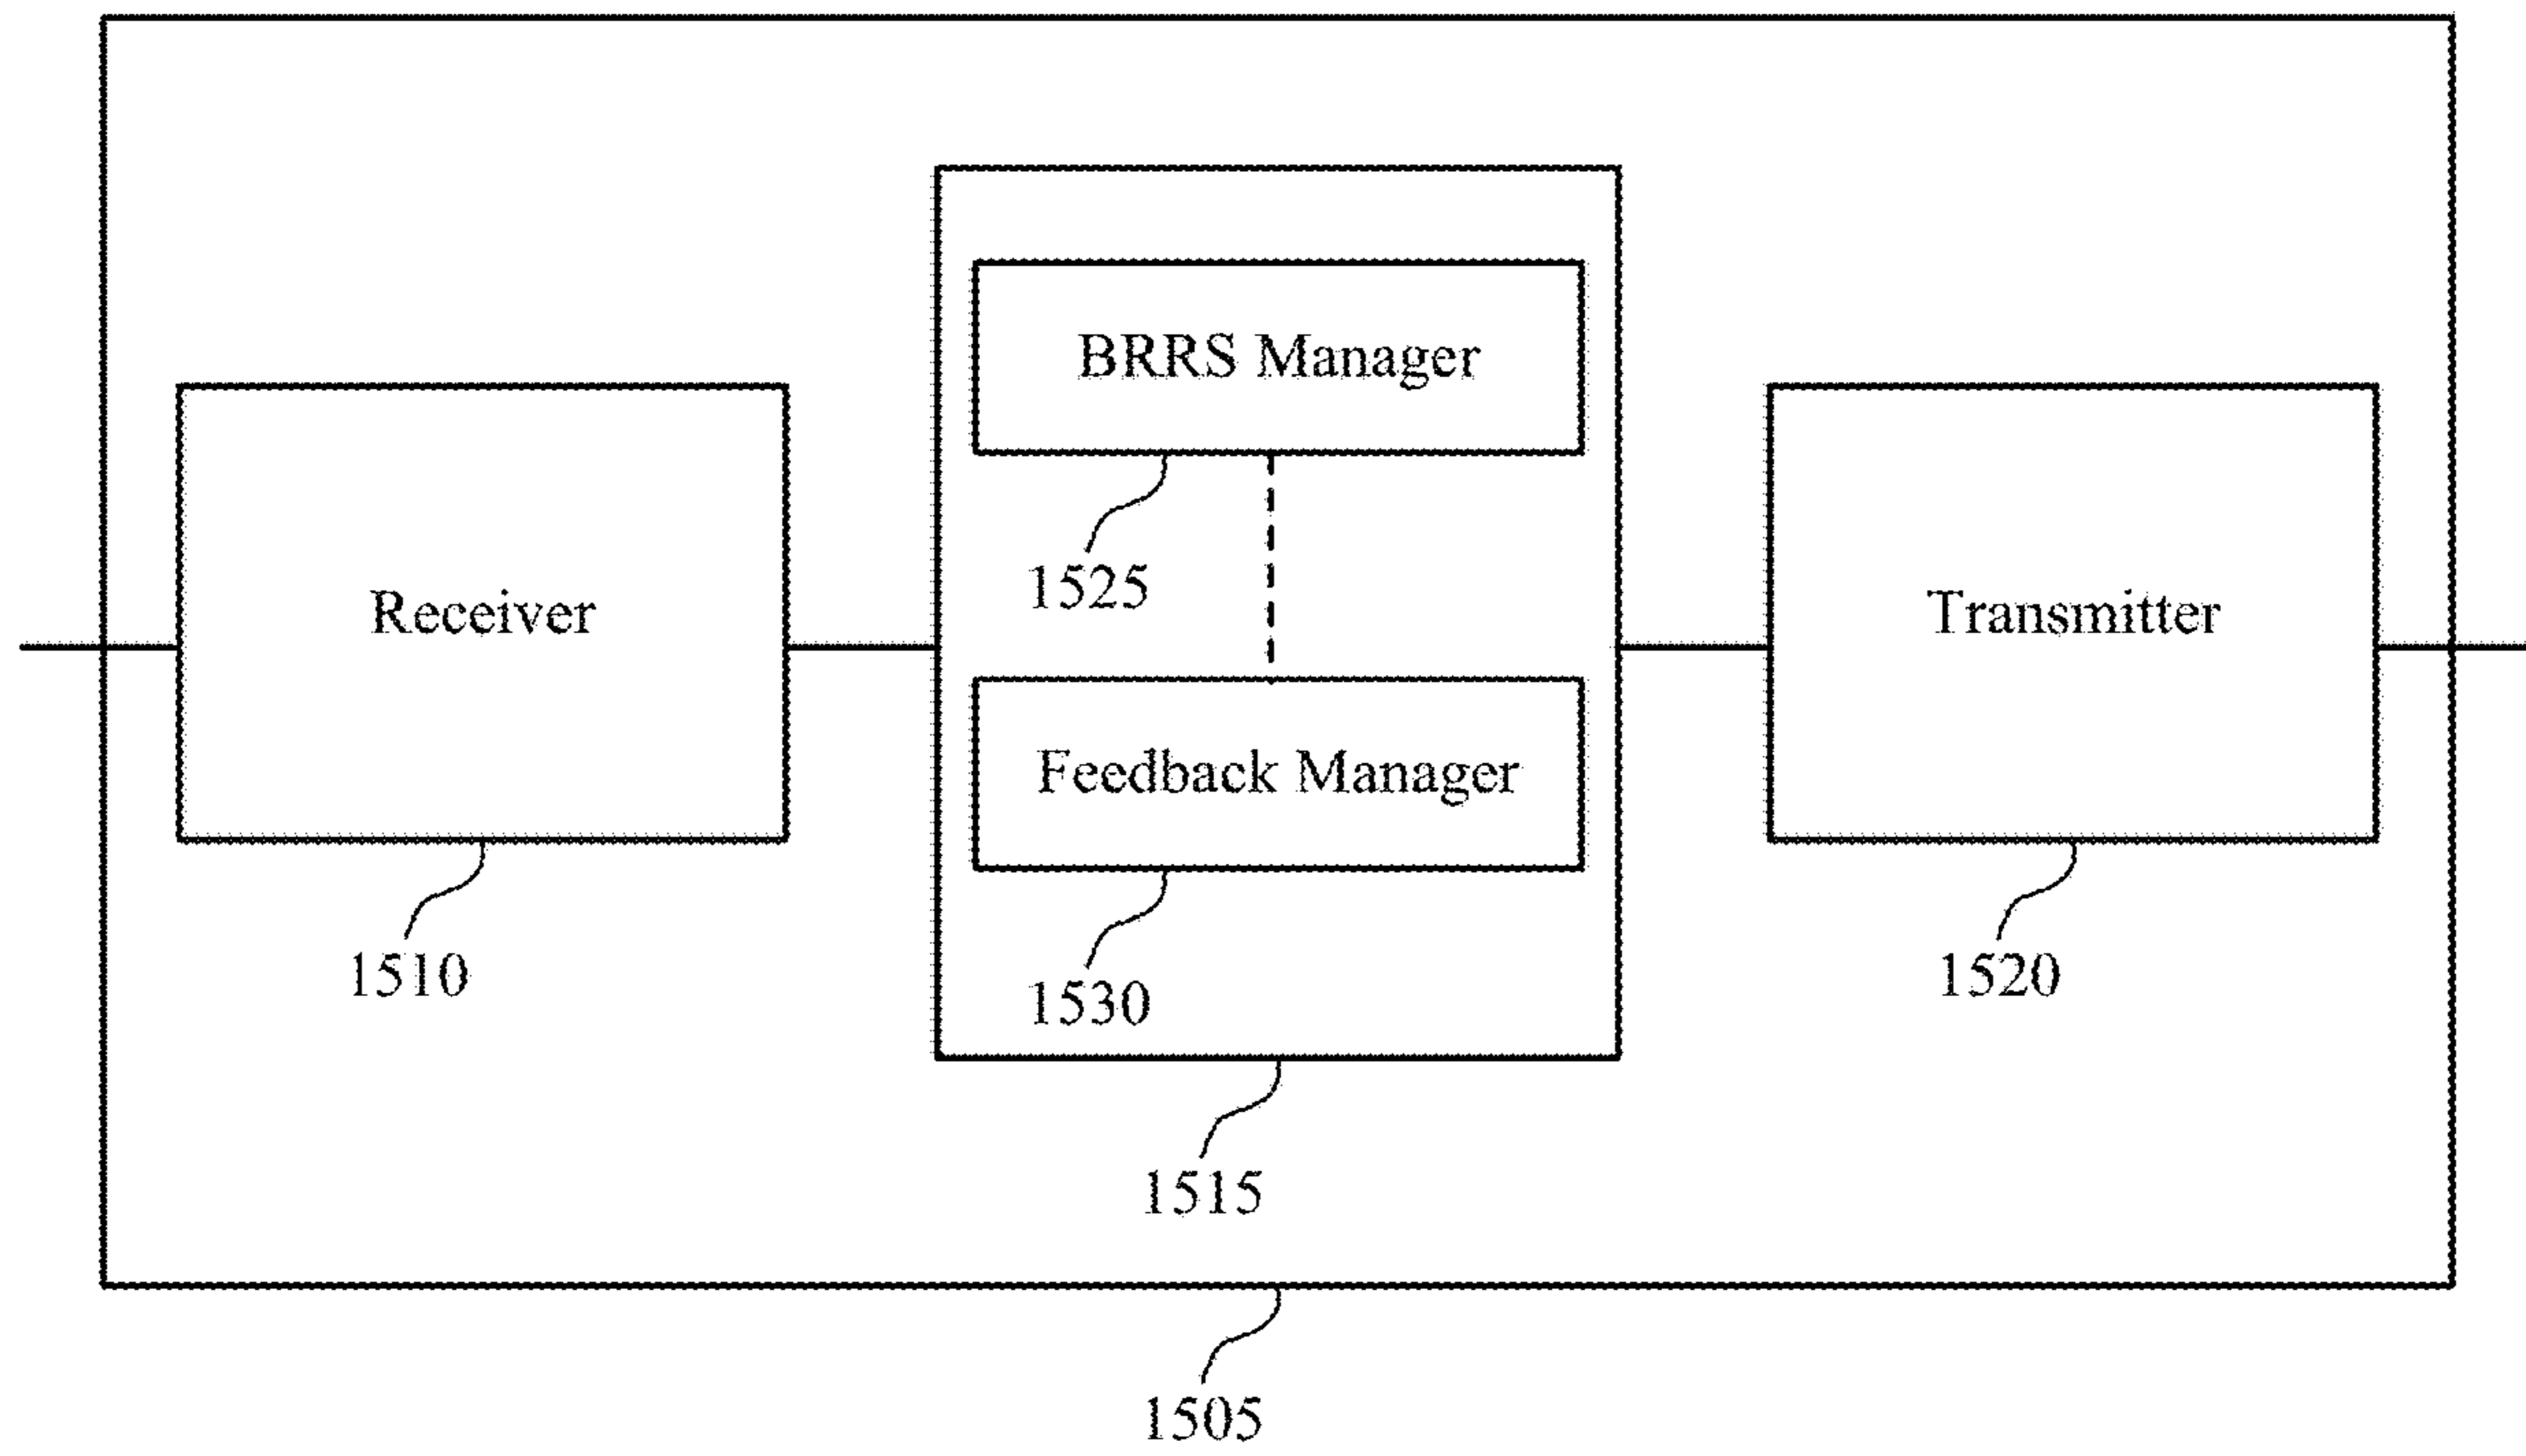 BRRS Manager
1525
Receiver
Transmitter
Feedback Manager
1510
1530
1520
1515
1505